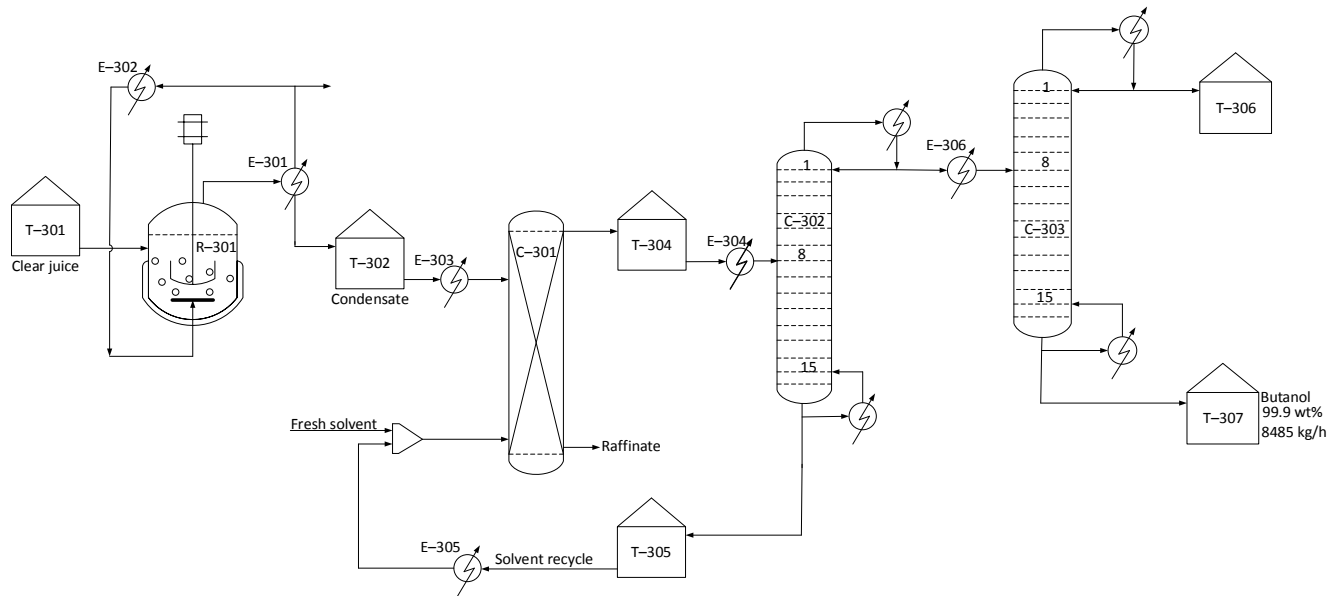 E–302
E–301
T–301
Clear juice
R–301
T–302
Condensate
E–303
C–301
Fresh solvent
Raffinate
E–305
Solvent recycle
T–304
T–305
E–304
1
C–302
8
15
E–306
1
8
C–303
15
T–306
T–307
Butanol
99.9 wt%
8485 kg/h